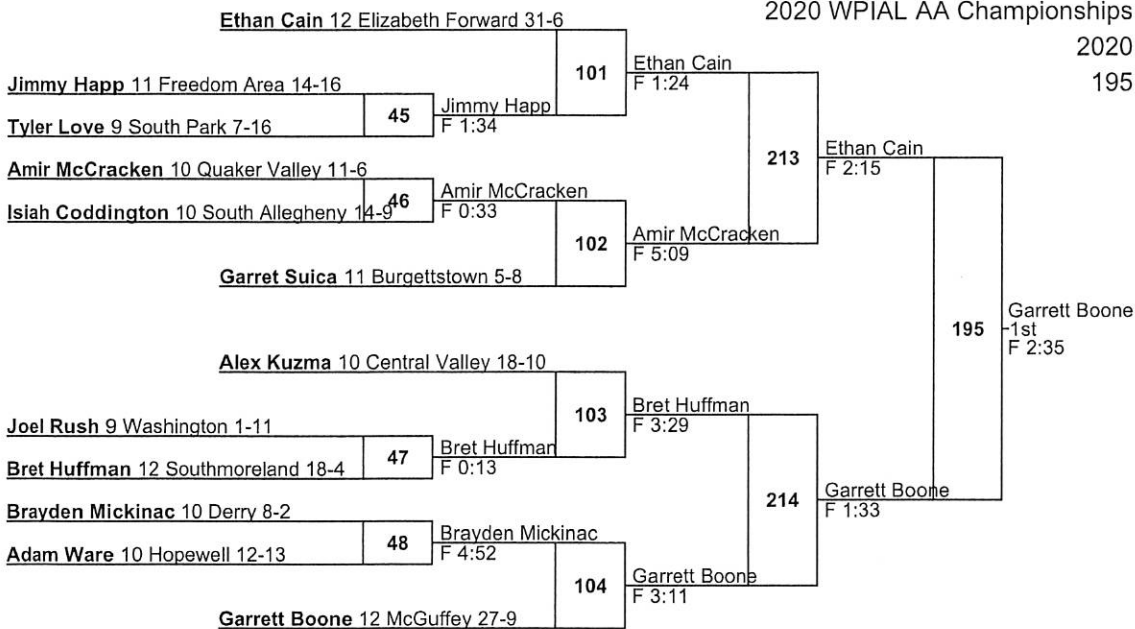 2020 WPIAL AA Championships
2020
195
Ethan Cain 12 Elizabeth Forward 31-6
101
Ethan Cain
F 1:24
Jimmy Happ 11 Freedom Area 14-16
45
Jimmy Happ
F 1:34
Tyler Love 9 South Park 7-16
213
Ethan Cain
F 2:15
Amir McCracken 10 Quaker Valley 11-6
46
Amir McCracken
F 0:33
Isiah Coddington 10 South Allegheny 14-9
102
Amir McCracken
F 5:09
Garret Suica 11 Burgettstown 5-8
195
Garrett Boone
1st
F 2:35
Alex Kuzma 10 Central Valley 18-10
103
Bret Huffman
F 3:29
Joel Rush 9 Washington 1-11
47
Bret Huffman
F 0:13
Bret Huffman 12 Southmoreland 18-4
214
Garrett Boone
F 1:33
Brayden Mickinac 10 Derry 8-2
48
Brayden Mickinac
F 4:52
Adam Ware 10 Hopewell 12-13
104
Garrett Boone
F 3:11
Garrett Boone 12 McGuffey 27-9